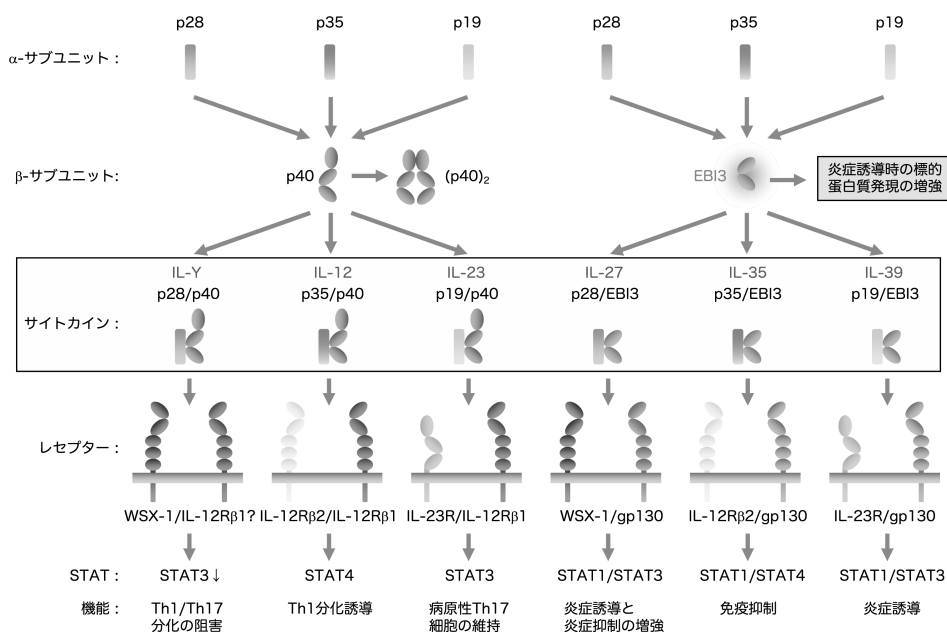 p28 p35 p19 p28 p35 p19
α-サブユニット：
β-サブユニット: p40 (p40)₂ EBI3 炎症誘導時の標的
蛋白質発現の増強
IL-Y IL-12 IL-23 IL-27 IL-35 IL-39
p28/p40 p35/p40 p19/p40 p28/EBI3 p35/EBI3 p19/EBI3
サイトカイン：
レセプター：
WSX-1/IL-12Rβ1? IL-12Rβ2/IL-12Rβ1 IL-23R/IL-12Rβ1 WSX-1/gp130 IL-12Rβ2/gp130 IL-23R/gp130
STAT： STAT3↓ STAT4 STAT3 STAT1/STAT3 STAT1/STAT4 STAT1/STAT3
機能： Th1/Th17 Th1分化誘導 病原性Th17 炎症誘導と 免疫抑制 炎症誘導
分化の阻害 細胞の維持 炎症抑制の増強